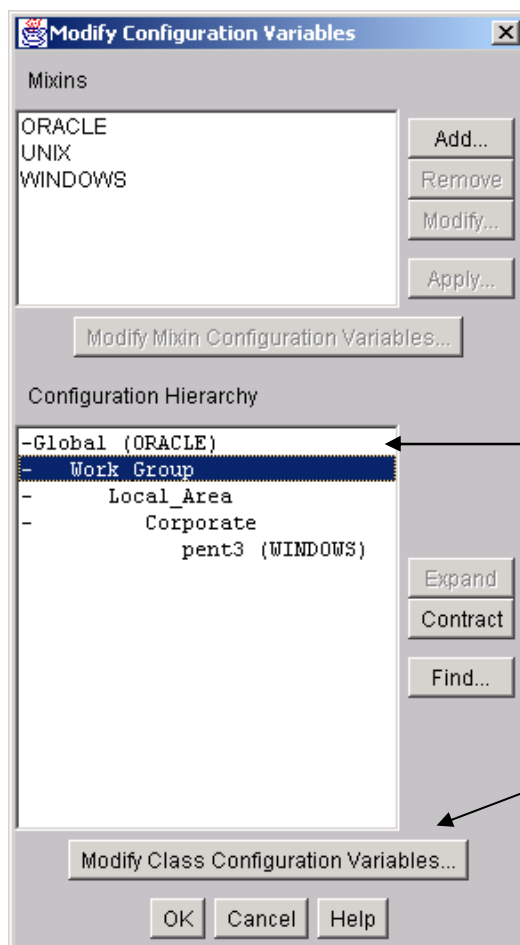 Modify Configuration Variables
Mixins
ORACLE
UNIX
WINDOWS
Add...
Remove
Modify...
Apply...
Modify Mixin Configuration Variables...
Configuration Hierarchy
-Global (ORACLE)
- Work Group
- Local_Area
- Corporate
pent3 (WINDOWS)
Expand
Contract
Find...
Modify Class Configuration Variables...
OK Cancel Help